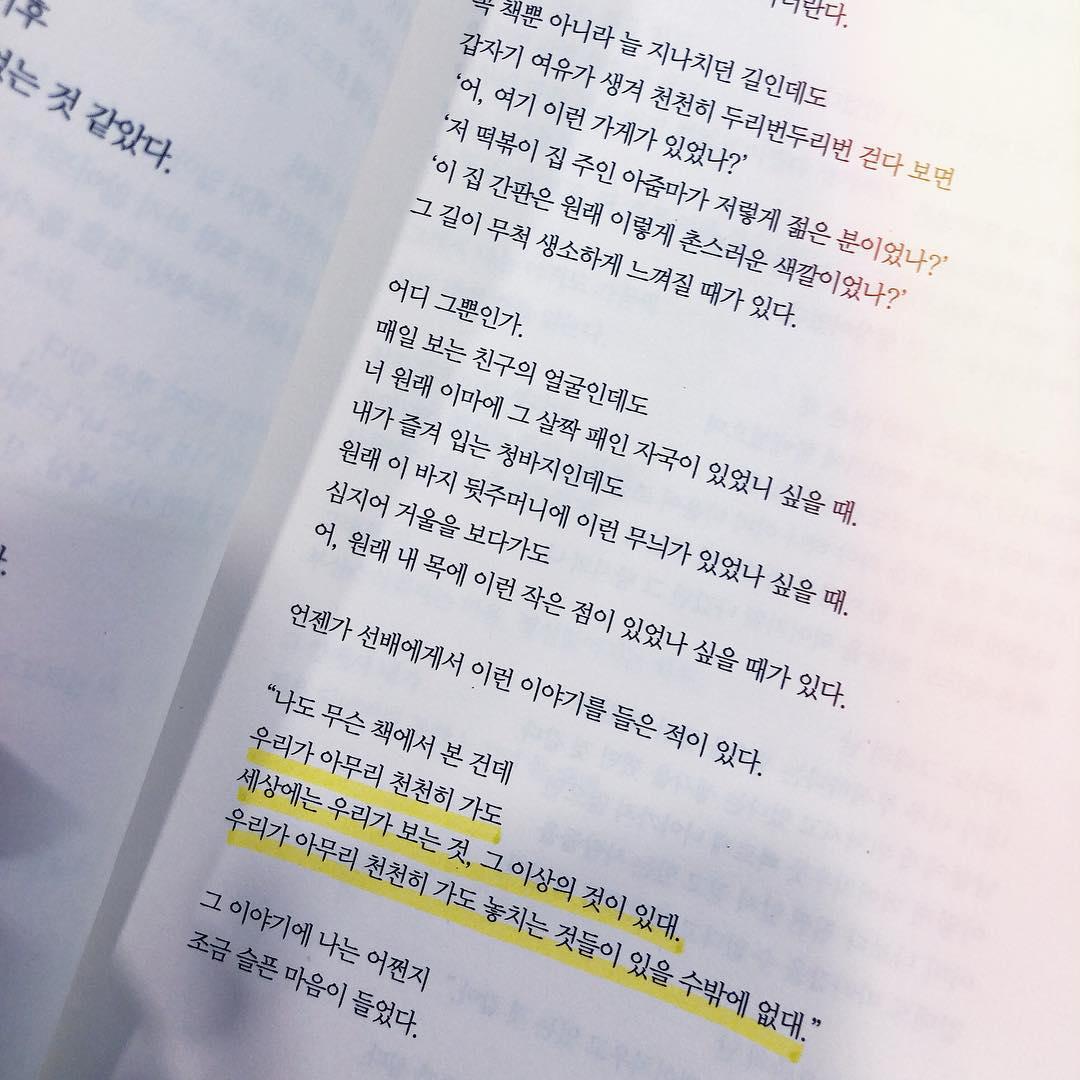 것 같았다.
책뿐 아니라 늘 지나치던 길인데도
갑자기 여유가 생겨 천천히 두리번두리번 걷다 보면
‘어, 여기 이런 가게가 있었나?’
‘저 떡볶이 집 주인 아줌마가 저렇게 젊은 분이었나?’
‘이 집 간판은 원래 이렇게 촌스러운 색깔이었나?’
그 길이 무척 생소하게 느껴질 때가 있다.
어디 그뿐인가.
매일 보는 친구의 얼굴인데도
너 원래 이마에 그 살짝 패인 자국이 있었니 싶을 때.
내가 즐겨 입는 청바지인데도
원래 이 바지 뒷주머니에 이런 무늬가 있었나 싶을 때.
심지어 거울을 보다가도
어, 원래 내 목에 이런 작은 점이 있었나 싶을 때가 있다.
언젠가 선배에게서 이런 이야기를 들은 적이 있다.
“나도 무슨 책에서 본 건데
우리가 아무리 천천히 가도
세상에는 우리가 보는 것, 그 이상의 것이 있대.
우리가 아무리 천천히 가도 놓치는 것들이 있을 수밖에 없대.”
그 이야기에 나는 어쩐지
조금 슬픈 마음이 들었다.